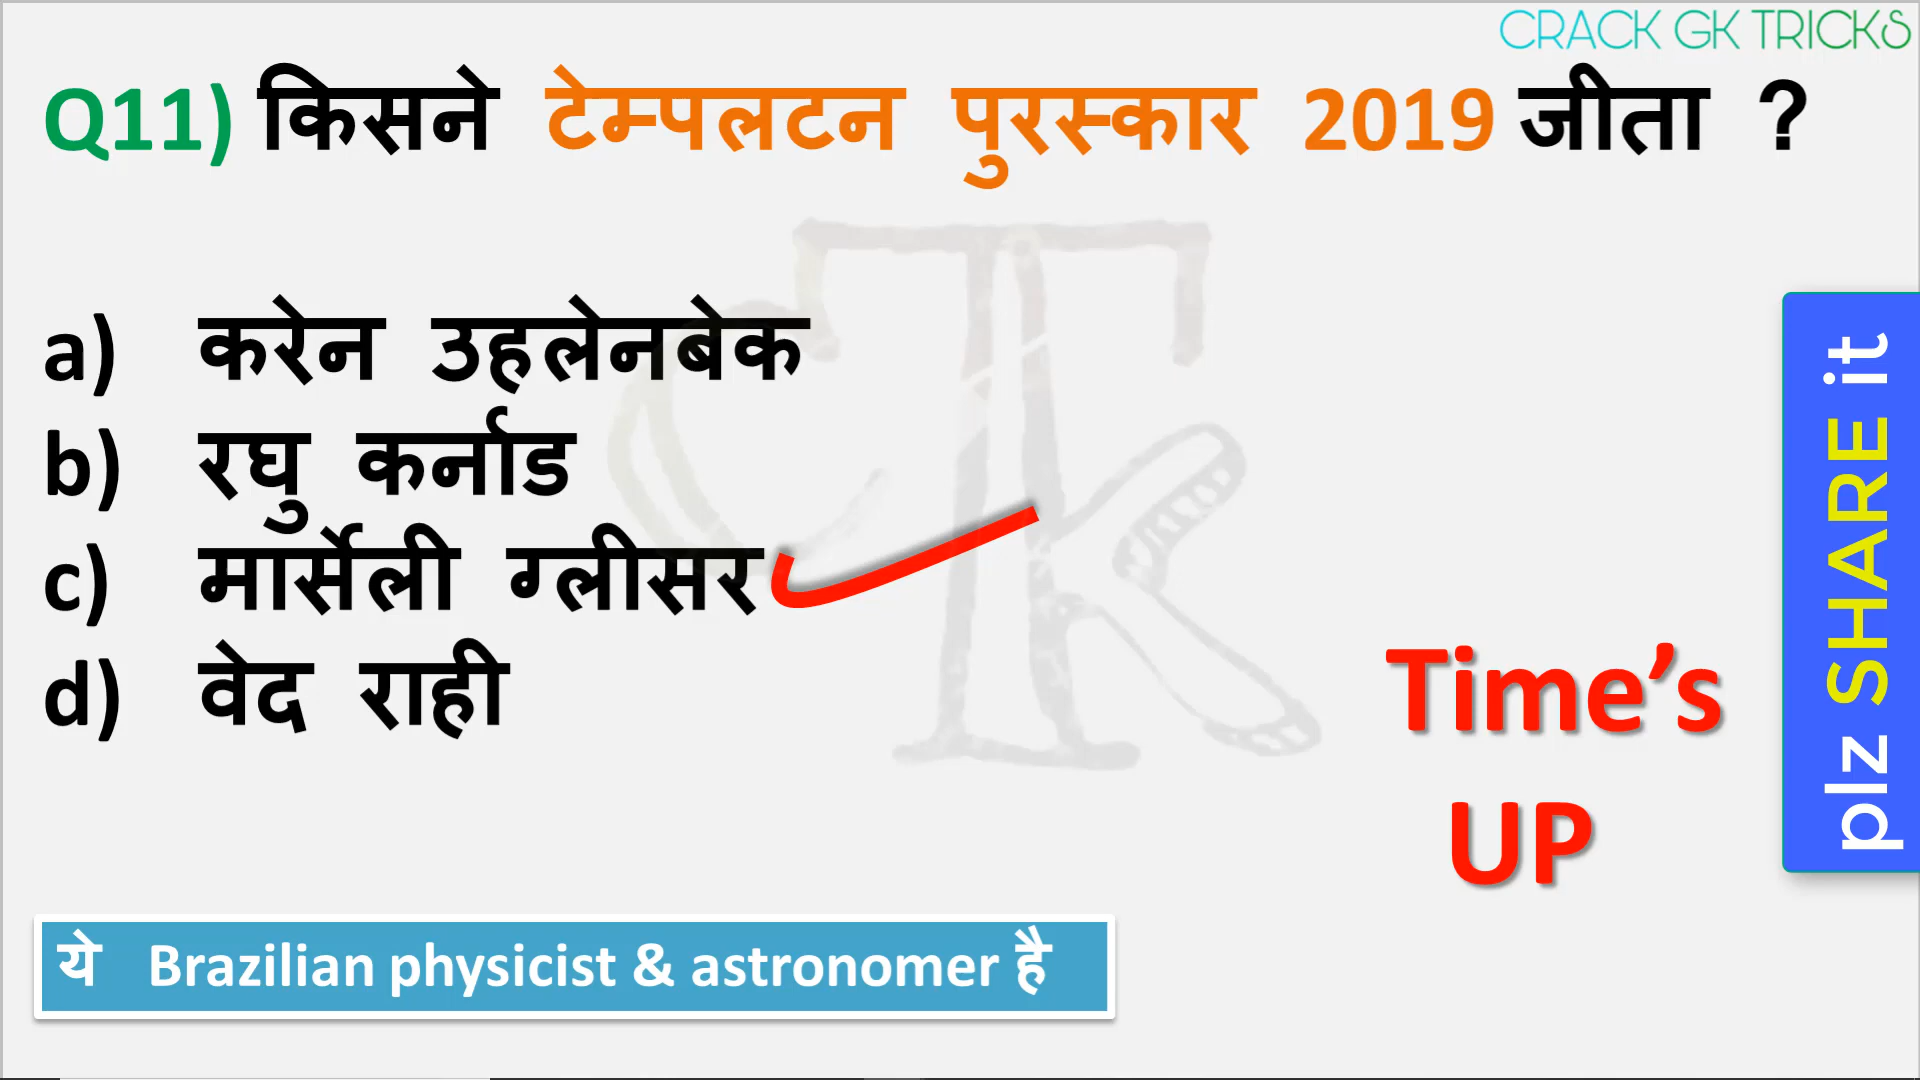 CRACK GK TRICKS
Q11) किसने टेम्पलटन पुरस्कार 2019 जीता ?
a) करेन उहलेनबेक
b) रघु कर्नाड
c) मार्सेली ग्लीसर
d) वेद राही
Time’s
UP
plz SHARE it
ये Brazilian physicist & astronomer है